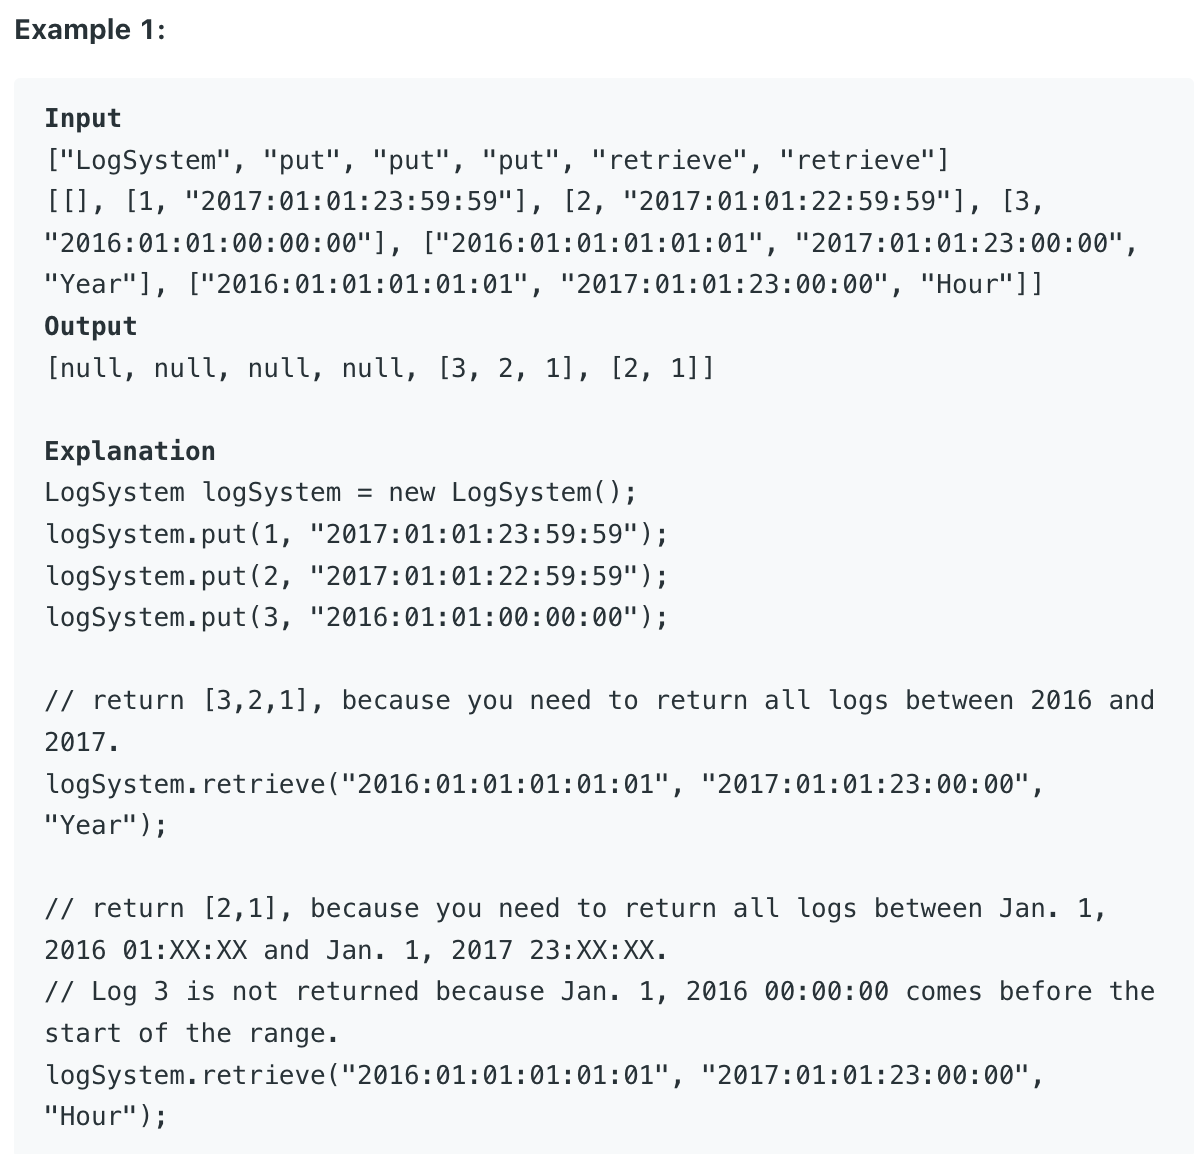 Example 1:
Input
["LogSystem", "put", "put", "put", "retrieve", "retrieve"]
[[], [1, "2017:01:01:23:59:59"], [2, "2017:01:01:22:59:59"], [3,
"2016:01:01:00:00:00"], ["2016:01:01:01:01:01", "2017:01:01:23:00:00",
"Year"], ["2016:01:01:01:01:01", "2017:01:01:23:00:00", "Hour"]]
Output
[null, null, null, null, [3, 2, 1], [2, 1]]
Explanation
LogSystem logSystem = new LogSystem();
logSystem.put(1, "2017:01:01:23:59:59");
logSystem.put(2, "2017:01:01:22:59:59");
logSystem.put(3, "2016:01:01:00:00:00");
// return [3,2,1], because you need to return all logs between 2016 and
2017.
logSystem.retrieve("2016:01:01:01:01:01", "2017:01:01:23:00:00",
"Year");
// return [2,1], because you need to return all logs between Jan. 1,
2016 01:XX:XX and Jan. 1, 2017 23:XX:XX.
// Log 3 is not returned because Jan. 1, 2016 00:00:00 comes before the
start of the range.
logSystem.retrieve("2016:01:01:01:01:01", "2017:01:01:23:00:00",
"Hour");